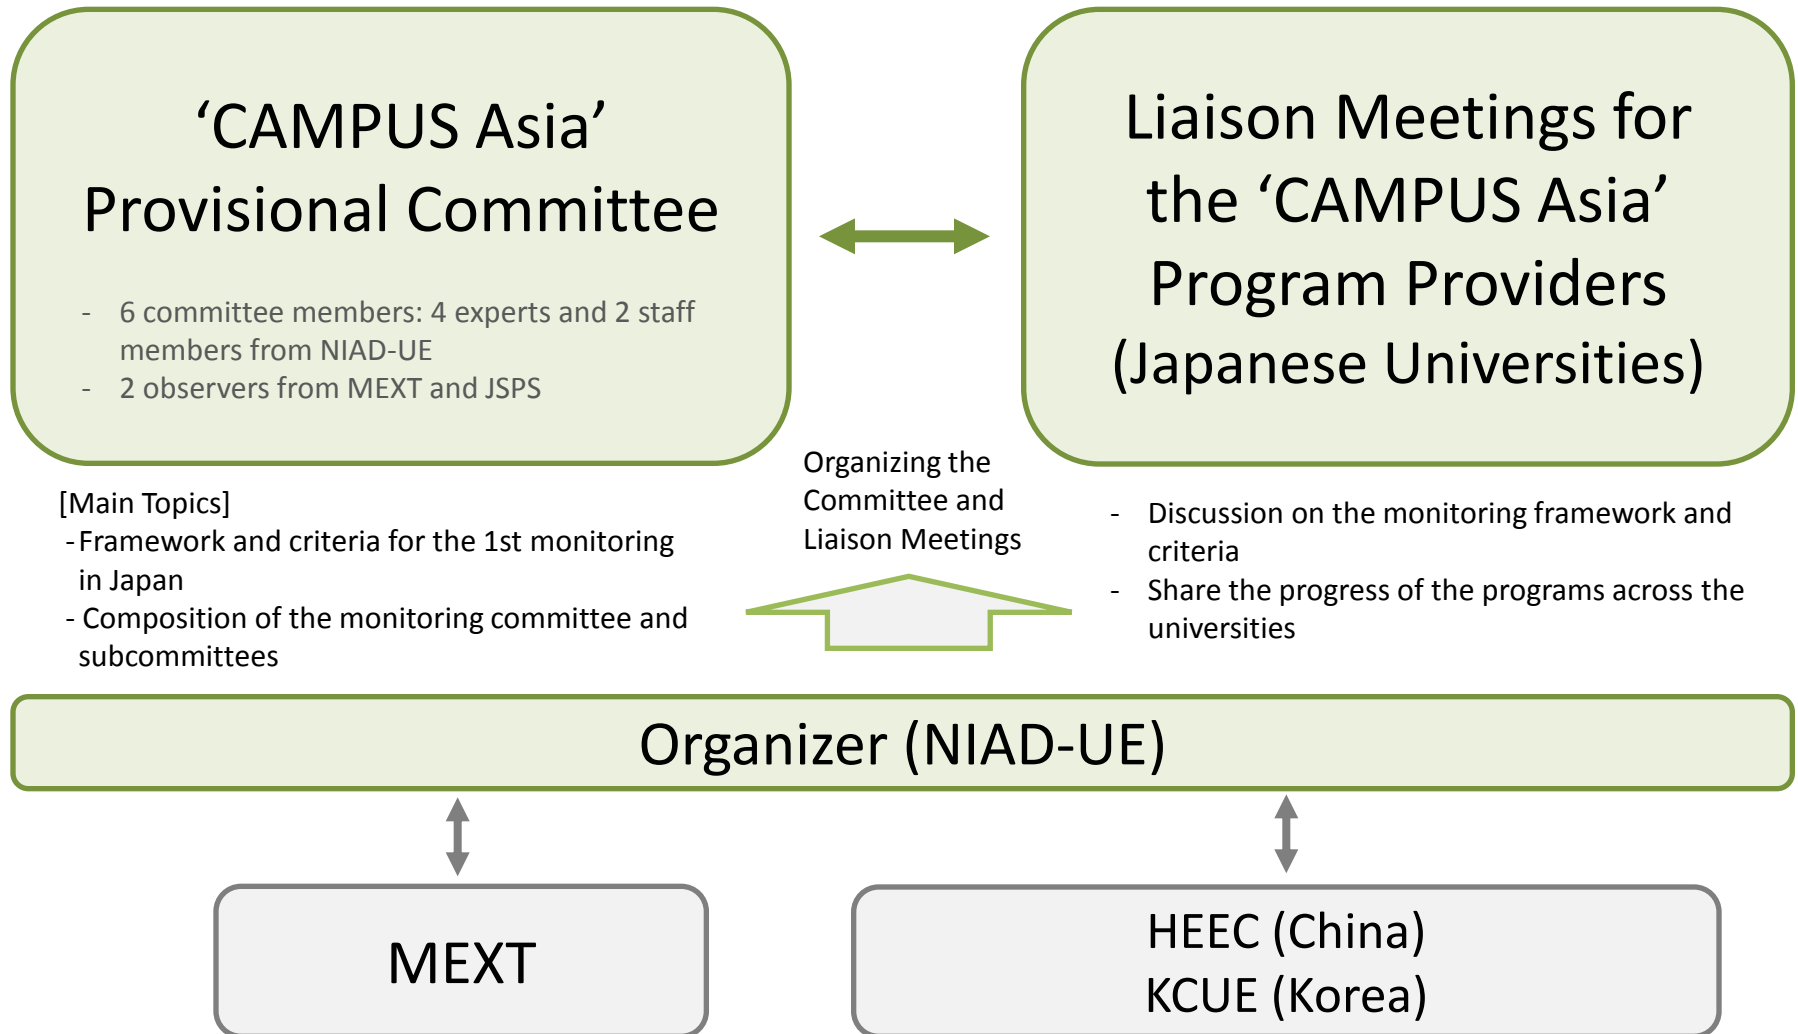 ‘CAMPUS Asia’
Provisional Committee
- 6 committee members: 4 experts and 2 staff
members from NIAD-UE
- 2 observers from MEXT and JSPS
Liaison Meetings for
the ‘CAMPUS Asia’
Program Providers
(Japanese Universities)
[Main Topics]
- Framework and criteria for the 1st monitoring
in Japan
- Composition of the monitoring committee and
subcommittees
Organizing the
Committee and
Liaison Meetings
- Discussion on the monitoring framework and
criteria
- Share the progress of the programs across the
universities
Organizer (NIAD-UE)
MEXT
HEEC (China)
KCUE (Korea)